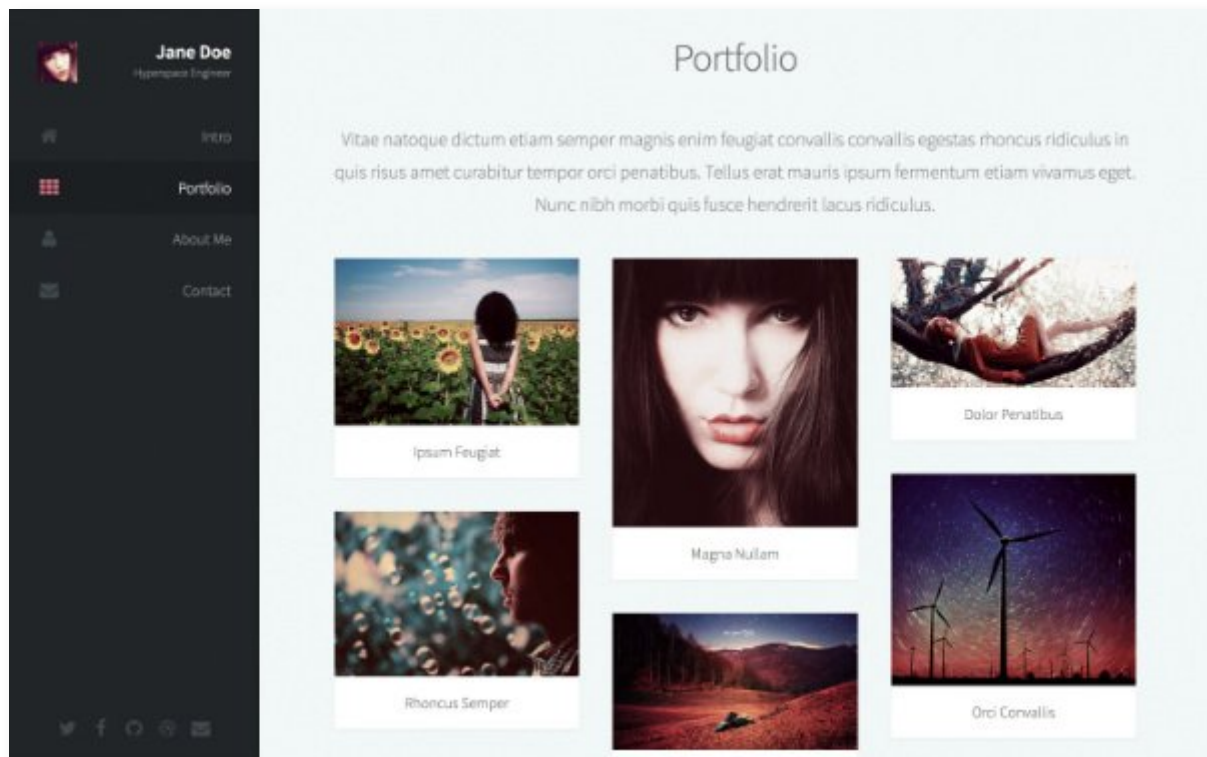 Jane Doe
Hyperspace Engineer
Intro
Portfolio
About Me
Contact
Portfolio
Vitae natoque dictum etiam semper magnis enim feugiat convallis convallis egestas rhoncus ridiculus in
quis risus amet curabitur tempor orci penatibus. Tellus erat mauris ipsum fermentum etiam vivamus eget.
Nunc nibh morbi quis fusce hendrerit lacus ridiculus.
Ipsum Feugiat
Rhoncus Semper
Magna Nullam
Dolor Penatibus
Orci Convallis